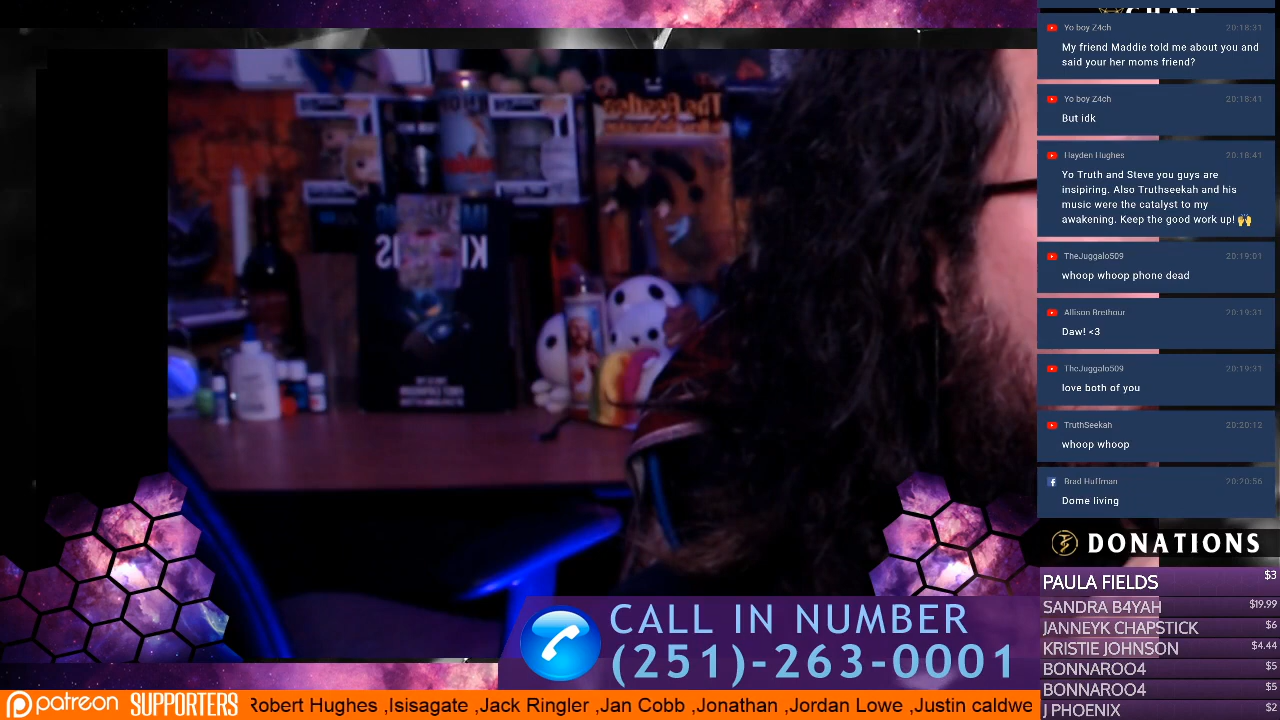 CHAT
Yo boy Z4ch 20:18:31
My friend Maddie told me about you and
said your her moms friend?
Yo boy Z4ch 20:18:41
But idk
Hayden Hughes 20:18:41
Yo Truth and Steve you guys are
insipiring. Also Truthseekah and his
music were the catalyst to my
awakening. Keep the good work up! 🙌
TheJuggalo509 20:19:01
whoop whoop phone dead
Allison Brethour 20:19:31
Daw! <3
TheJuggalo509 20:19:31
love both of you
TruthSeekah 20:20:12
whoop whoop
Brad Huffman 20:20:56
Dome living
DONATIONS
PAULA FIELDS $3
SANDRA B4YAH $19.99
JANNEYK CHAPSTICK $6
KRISTIE JOHNSON $4.44
BONNAROO4 $5
BONNAROO4 $5
J PHOENIX $2
The Beatles
CALL IN NUMBER
(251)-263-0001
patreon SUPPORTERS Robert Hughes ,Isisagate ,Jack Ringler ,Jan Cobb ,Jonathan ,Jordan Lowe ,Justin caldwe